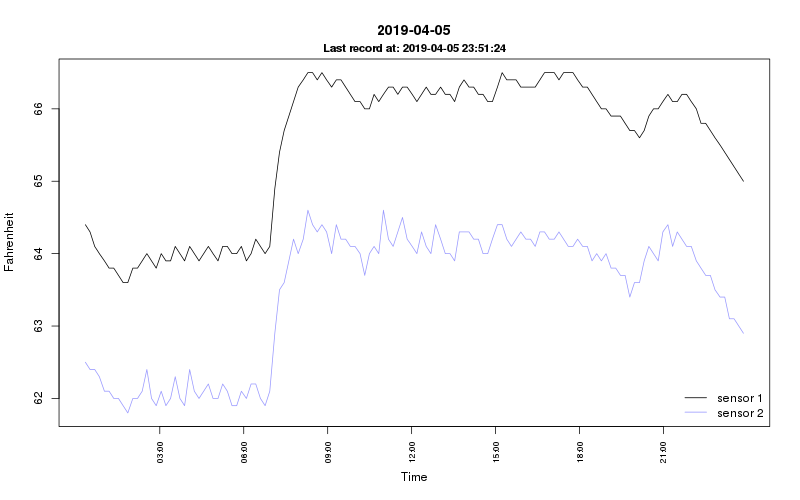 2019-04-05
Last record at: 2019-04-05 23:51:24
Fahrenheit
66
65
64
63
62
sensor 1
sensor 2
03:00
06:00
09:00
12:00
15:00
18:00
21:00
Time